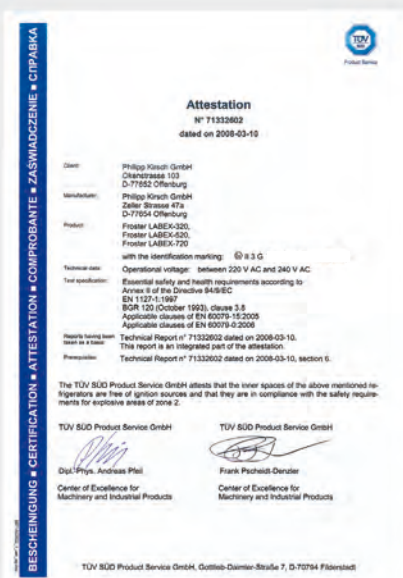 TÜV
SÜD
Product Service
Attestation
N° 71332602
dated on 2008-03-10
Client: Philipp Kirsch GmbH
Okenstrasse 103
D-77652 Offenburg
Manufacturer: Philipp Kirsch GmbH
Zeller Strasse 47a
D-77654 Offenburg
Product: Froster LABEX-320,
Froster LABEX-520,
Froster LABEX-720
with the identification marking: II 3 G
Technical data: Operational voltage: between 220 V AC and 240 V AC
Test specification: Essential safety and health requirements according to
Annex II of the Directive 94/9/EC
EN 1127-1:1997
BGR 120 (October 1993), clause 3.8
Applicable clauses of EN 60079-15:2005
Applicable clauses of EN 60079-0:2006
Reports having been Technical Report n° 71332602 dated on 2008-03-10.
taken as a basis: This report is an integrated part of the attestation.
Prerequisites: Technical Report n° 71332602 dated on 2008-03-10, section 6.
The TÜV SÜD Product Service GmbH attests that the inner spaces of the above mentioned re-
frigerators are free of ignition sources and that they are in compliance with the safety require-
ments for explosive areas of zone 2.
TÜV SÜD Product Service GmbH TÜV SÜD Product Service GmbH
Dipl.-Phys. Andreas Pfeil Frank Pscheidt-Denzler
Center of Excellence for Center of Excellence for
Machinery and Industrial Products Machinery and Industrial Products
TÜV SÜD Product Service GmbH, Gottlieb-Daimler-Straße 7, D-70794 Filderstadt
BESCHEINIGUNG ■ CERTIFICATION ■ ATTESTATION ■ COMPROBANTE ■ ZAŚWIADCZENIE ■ СПРАВКА